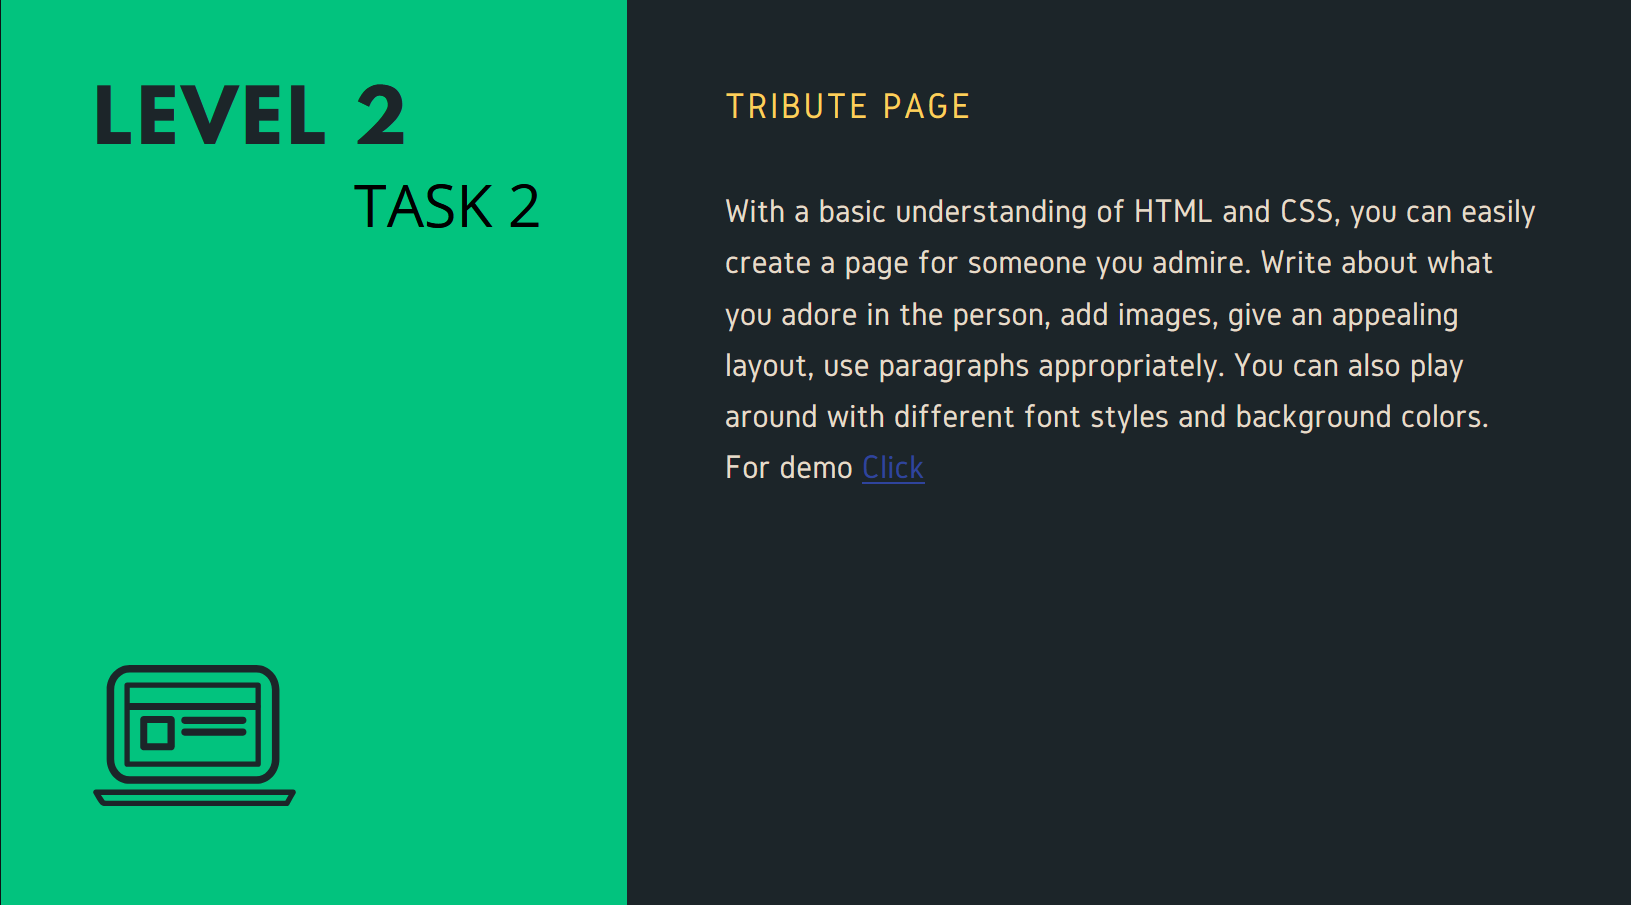 LEVEL 2
TASK 2
TRIBUTE PAGE
With a basic understanding of HTML and CSS, you can easily
create a page for someone you admire. Write about what
you adore in the person, add images, give an appealing
layout, use paragraphs appropriately. You can also play
around with different font styles and background colors.
For demo Click